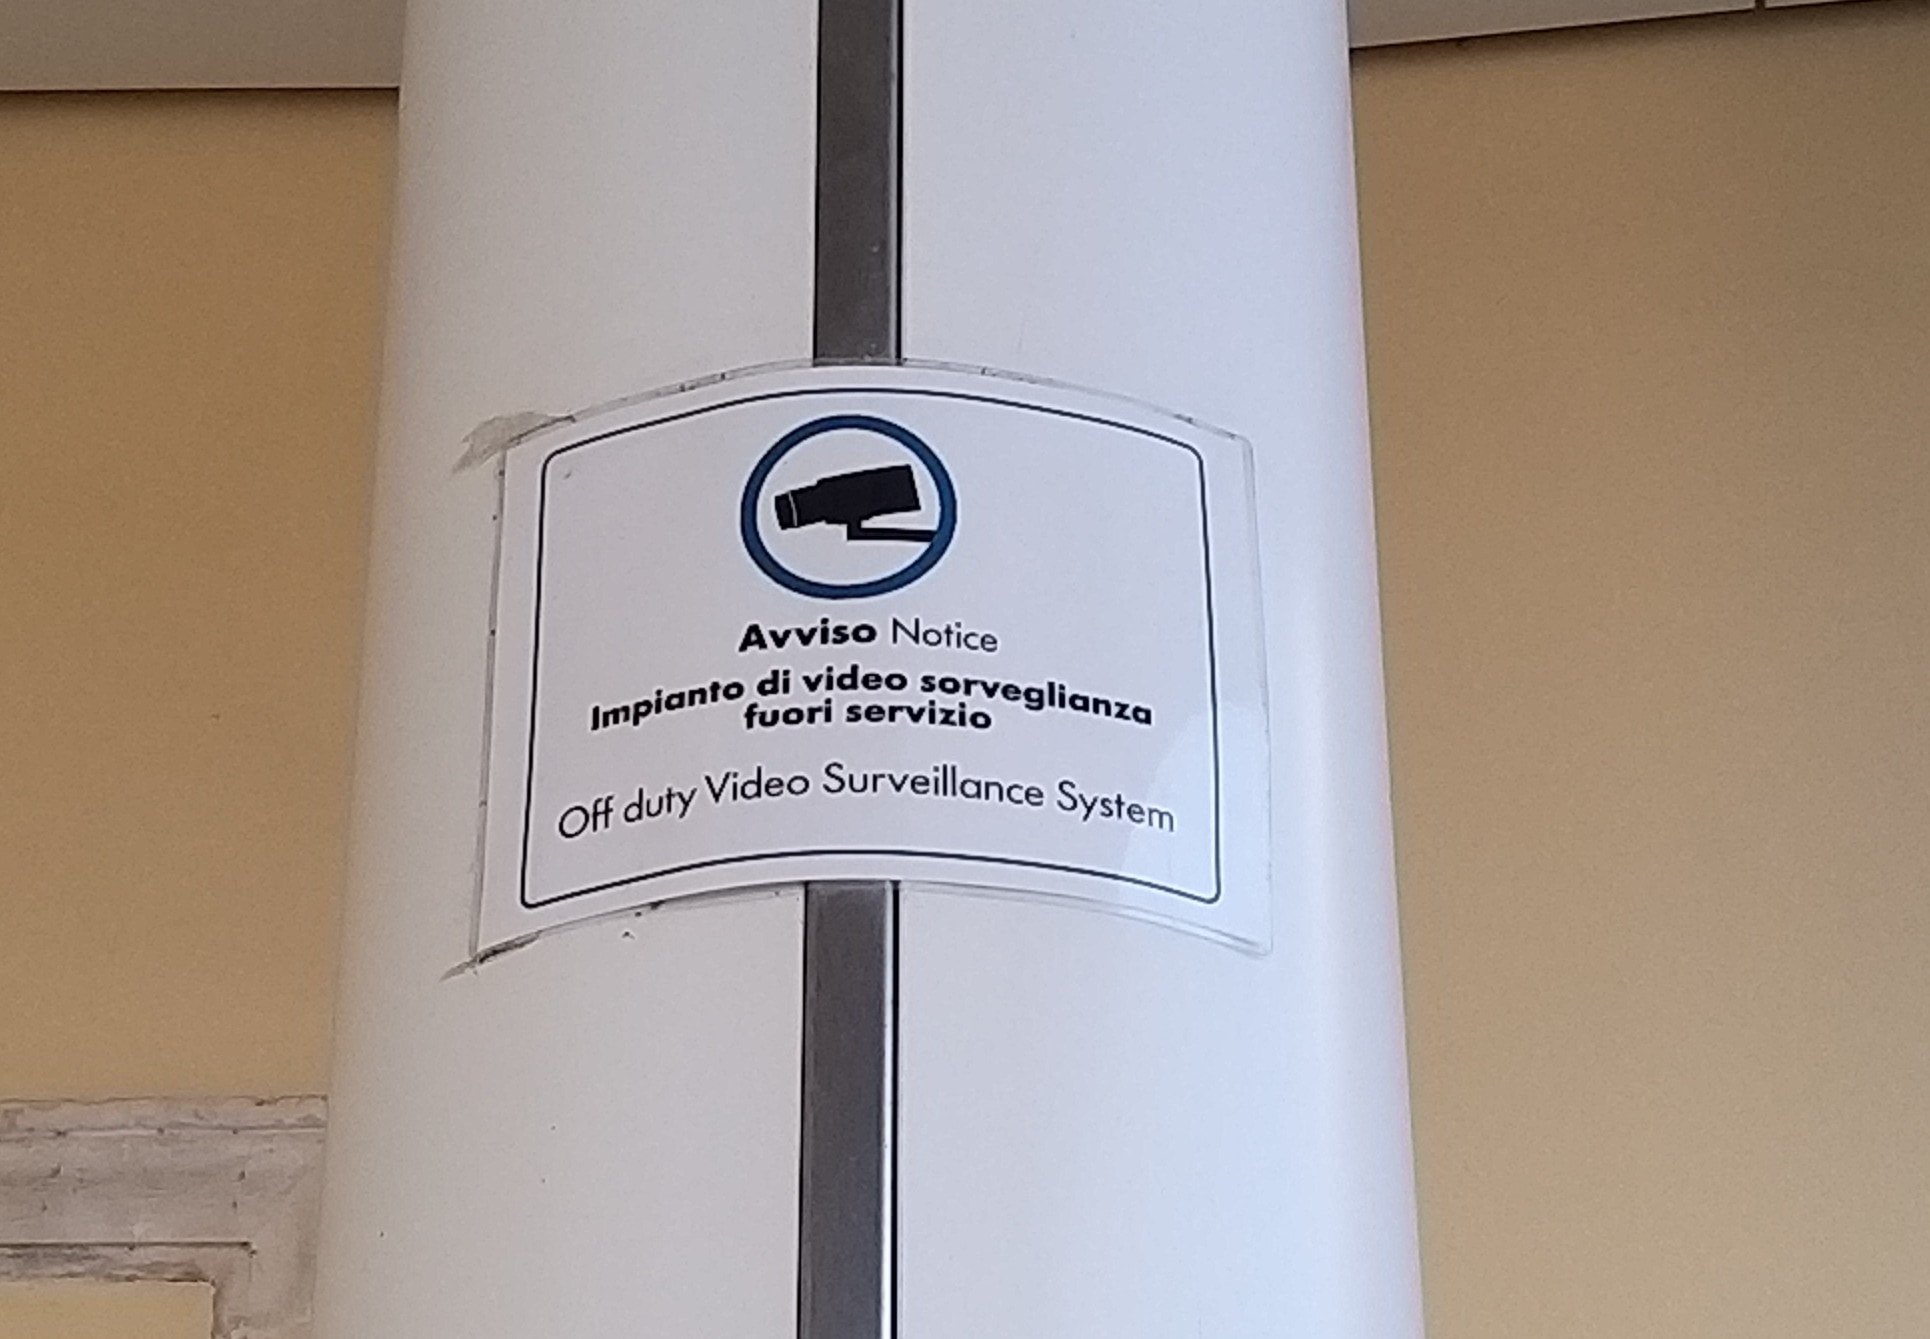 Avviso Notice
Impianto di video sorveglianza
fuori servizio
Off duty Video Surveillance System